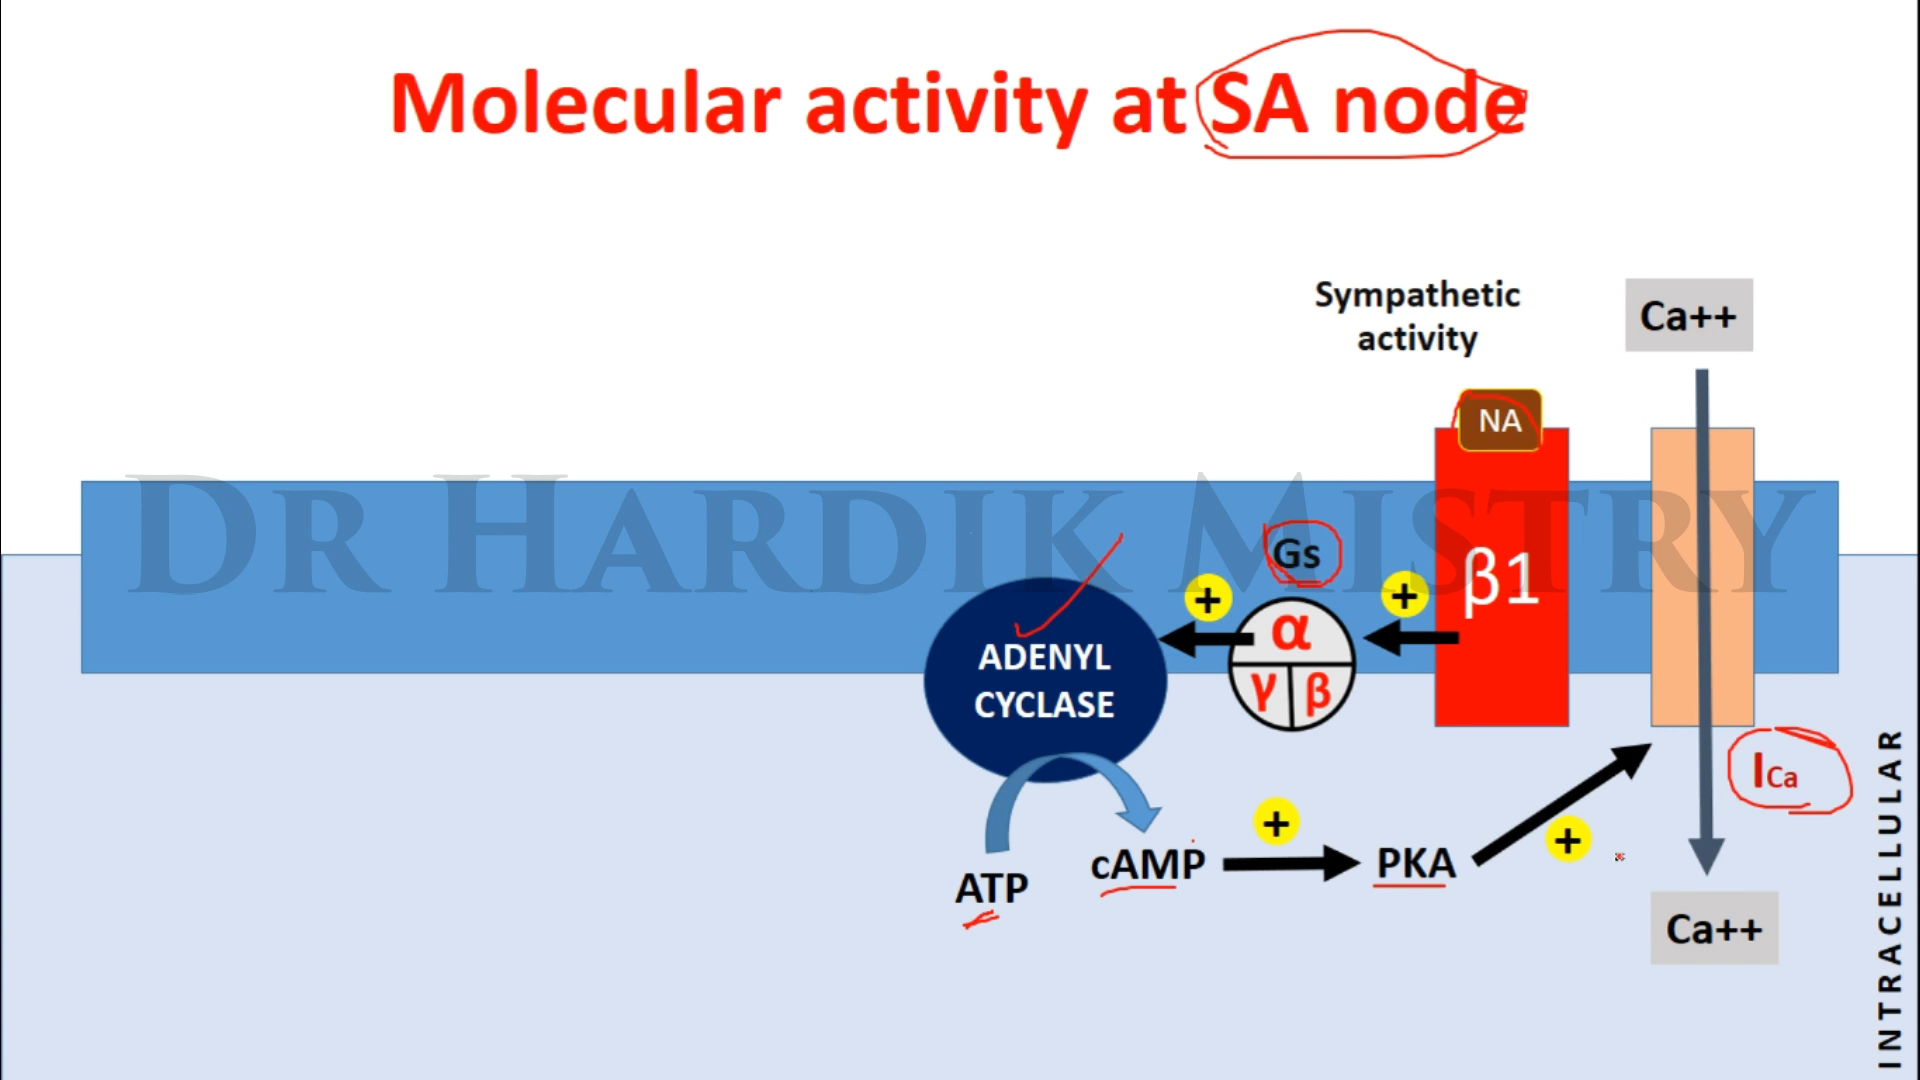 Molecular activity at SA node
Sympathetic
activity
Ca++
NA
DR HARDIK MISTRY
Gs
β1
+
+
α
γ β
ADENYL
CYCLASE
ICa
+
+
ATP
cAMP
PKA
Ca++
INTRACELLULAR